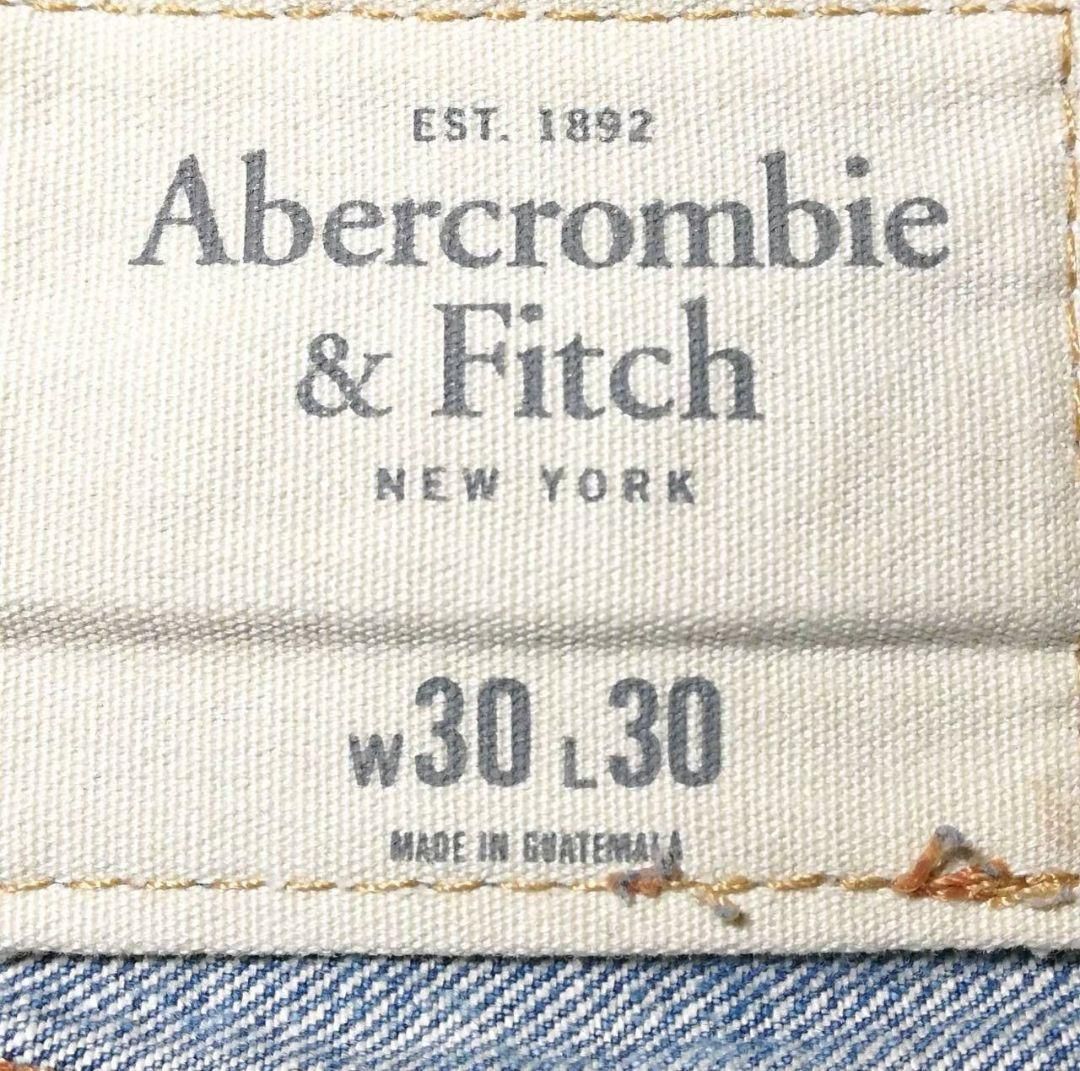 EST. 1892
Abercrombie
& Fitch
NEW YORK
W30 L30
MADE IN GUATEMALA